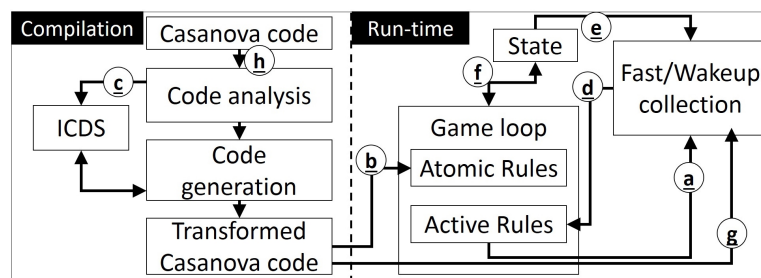 Compilation
Casanova code
h
c
Code analysis
ICDS
Code
generation
Transformed
Casanova code
Run-time
State
e
f
d
Fast/Wakeup
collection
Game loop
b
Atomic Rules
a
Active Rules
g